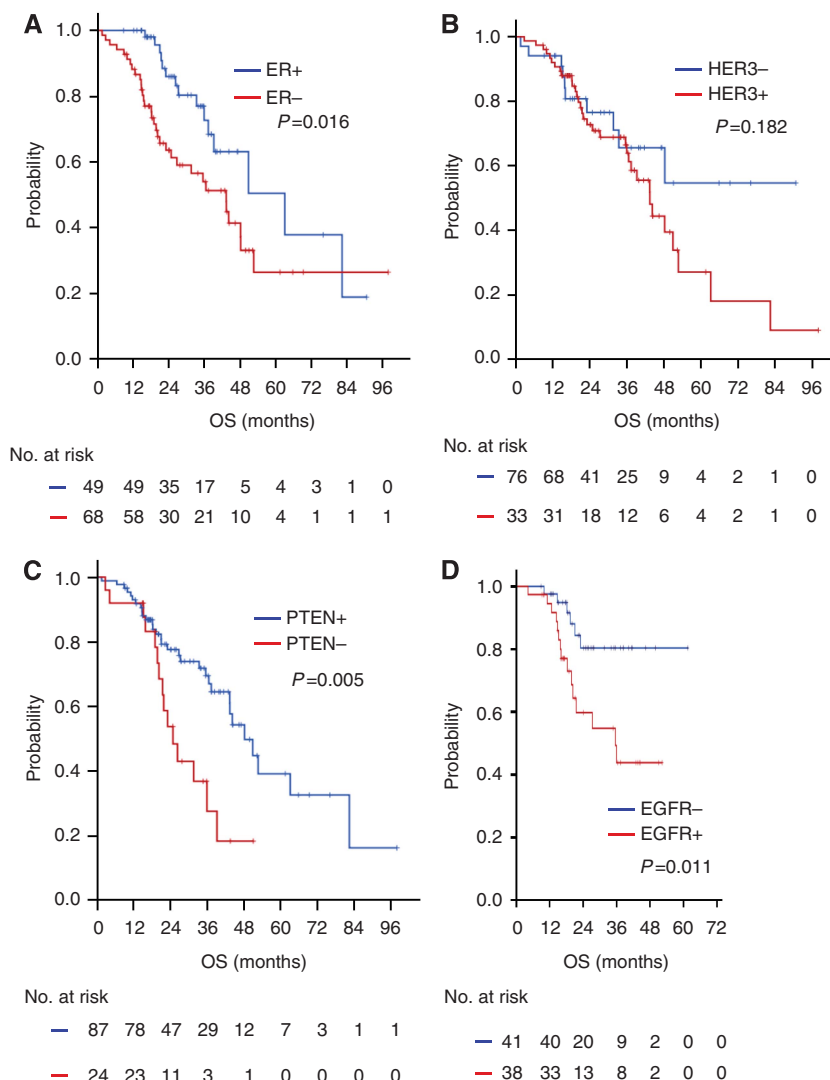 A
1.0
0.8
0.6
0.4
0.2
0.0
Probability
ER+
ER–
P=0.016
0 12 24 36 48 60 72 84 96
OS (months)
No. at risk
49 49 35 17 5 4 3 1 0
68 58 30 21 10 4 1 1 1
B
1.0
0.8
0.6
0.4
0.2
0.0
Probability
HER3–
HER3+
P=0.182
0 12 24 36 48 60 72 84 96
OS (months)
No. at risk
76 68 41 25 9 4 2 1 0
33 31 18 12 6 4 2 1 0
C
1.0
0.8
0.6
0.4
0.2
0.0
Probability
PTEN+
PTEN–
P=0.005
0 12 24 36 48 60 72 84 96
OS (months)
No. at risk
87 78 47 29 12 7 3 1 1
24 23 11 3 1 0 0 0 0
D
1.0
0.8
0.6
0.4
0.2
0.0
Probability
EGFR–
EGFR+
P=0.011
0 12 24 36 48 60 72
OS (months)
No. at risk
41 40 20 9 2 0 0
38 33 13 8 2 0 0